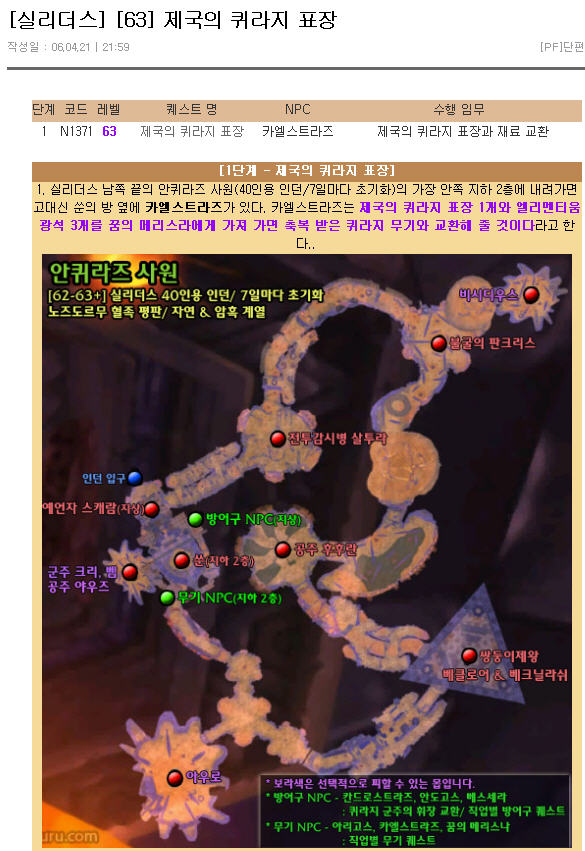 [실리더스] [63] 제국의 퀴라지 표장
작성일 : 06,04,21 | 21:59
[PF]단편
단계 코드 레벨 퀘스트 명 NPC 수행 임무
1 N1371 63 제국의 퀴라지 표장 카엘스트라즈 제국의 퀴라지 표장과 재료 교환
[1단계 - 제국의 퀴라지 표장]
1. 실리더스 남쪽 끝의 안퀴라즈 사원(40인용 인던/7일마다 초기화)의 가장 안쪽 지하 2층에 내려가면
고대신 쑨의 방 옆에 카엘스트라즈가 있다. 카엘스트라즈는 제국의 퀴라지 표장 1개와 엘리멘티움
광석 3개를 꿈의 메리스라에게 가져 가면 축복 받은 퀴라지 무기와 교환해 줄 것이다라고 한
다..
안퀴라즈 사원
[62-63+] 실리더스 40인용 인던/ 7일마다 초기화
노즈도르무 혈족 평판/ 자연 & 암흑 계열
비시디우스
불굴의 판크리스
전투감시병 살투라
인던 입구
예언자 스케람(지상)
방어구 NPC(지상)
공주 후후란
쑨(지하 2층)
군주 크리, 벰
공주 야우즈
무기 NPC(지하 2층)
쌍둥이제왕
베클로어 & 베크닐라쉬
아우로
* 보라색은 선택적으로 피할 수 있는 몹입니다.
* 방어구 NPC - 칸드로스트라즈, 안도고스, 베스세라
: 퀴라지 군주의 휘장 교환/ 직업별 방어구 퀘스트
* 무기 NPC - 아리고스, 카엘스트라즈, 꿈의 메리스나
: 직업별 무기 퀘스트
uru.com